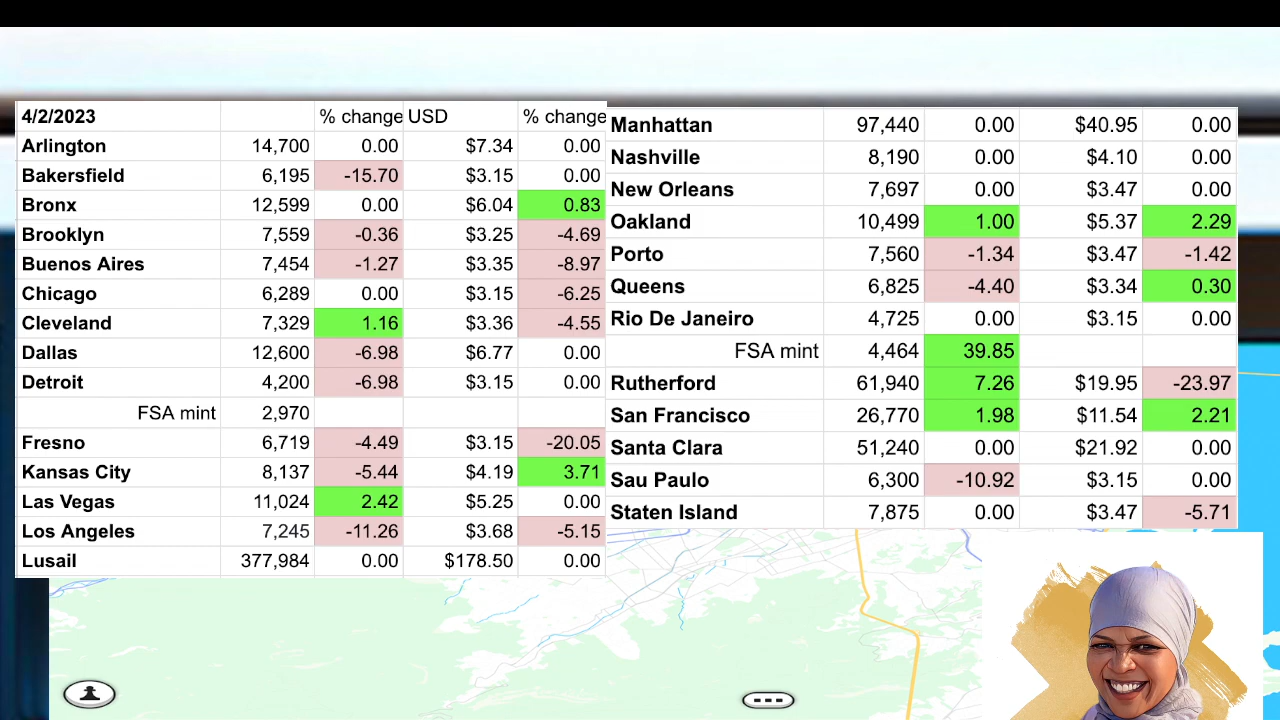 4/2/2023 % change USD % change
Arlington 14,700 0.00 $7.34 0.00
Bakersfield 6,195 -15.70 $3.15 0.00
Bronx 12,599 0.00 $6.04 0.83
Brooklyn 7,559 -0.36 $3.25 -4.69
Buenos Aires 7,454 -1.27 $3.35 -8.97
Chicago 6,289 0.00 $3.15 -6.25
Cleveland 7,329 1.16 $3.36 -4.55
Dallas 12,600 -6.98 $6.77 0.00
Detroit 4,200 -6.98 $3.15 0.00
FSA mint 2,970
Fresno 6,719 -4.49 $3.15 -20.05
Kansas City 8,137 -5.44 $4.19 3.71
Las Vegas 11,024 2.42 $5.25 0.00
Los Angeles 7,245 -11.26 $3.68 -5.15
Lusail 377,984 0.00 $178.50 0.00
Manhattan 97,440 0.00 $40.95 0.00
Nashville 8,190 0.00 $4.10 0.00
New Orleans 7,697 0.00 $3.47 0.00
Oakland 10,499 1.00 $5.37 2.29
Porto 7,560 -1.34 $3.47 -1.42
Queens 6,825 -4.40 $3.34 0.30
Rio De Janeiro 4,725 0.00 $3.15 0.00
FSA mint 4,464 39.85
Rutherford 61,940 7.26 $19.95 -23.97
San Francisco 26,770 1.98 $11.54 2.21
Santa Clara 51,240 0.00 $21.92 0.00
Sau Paulo 6,300 -10.92 $3.15 0.00
Staten Island 7,875 0.00 $3.47 -5.71